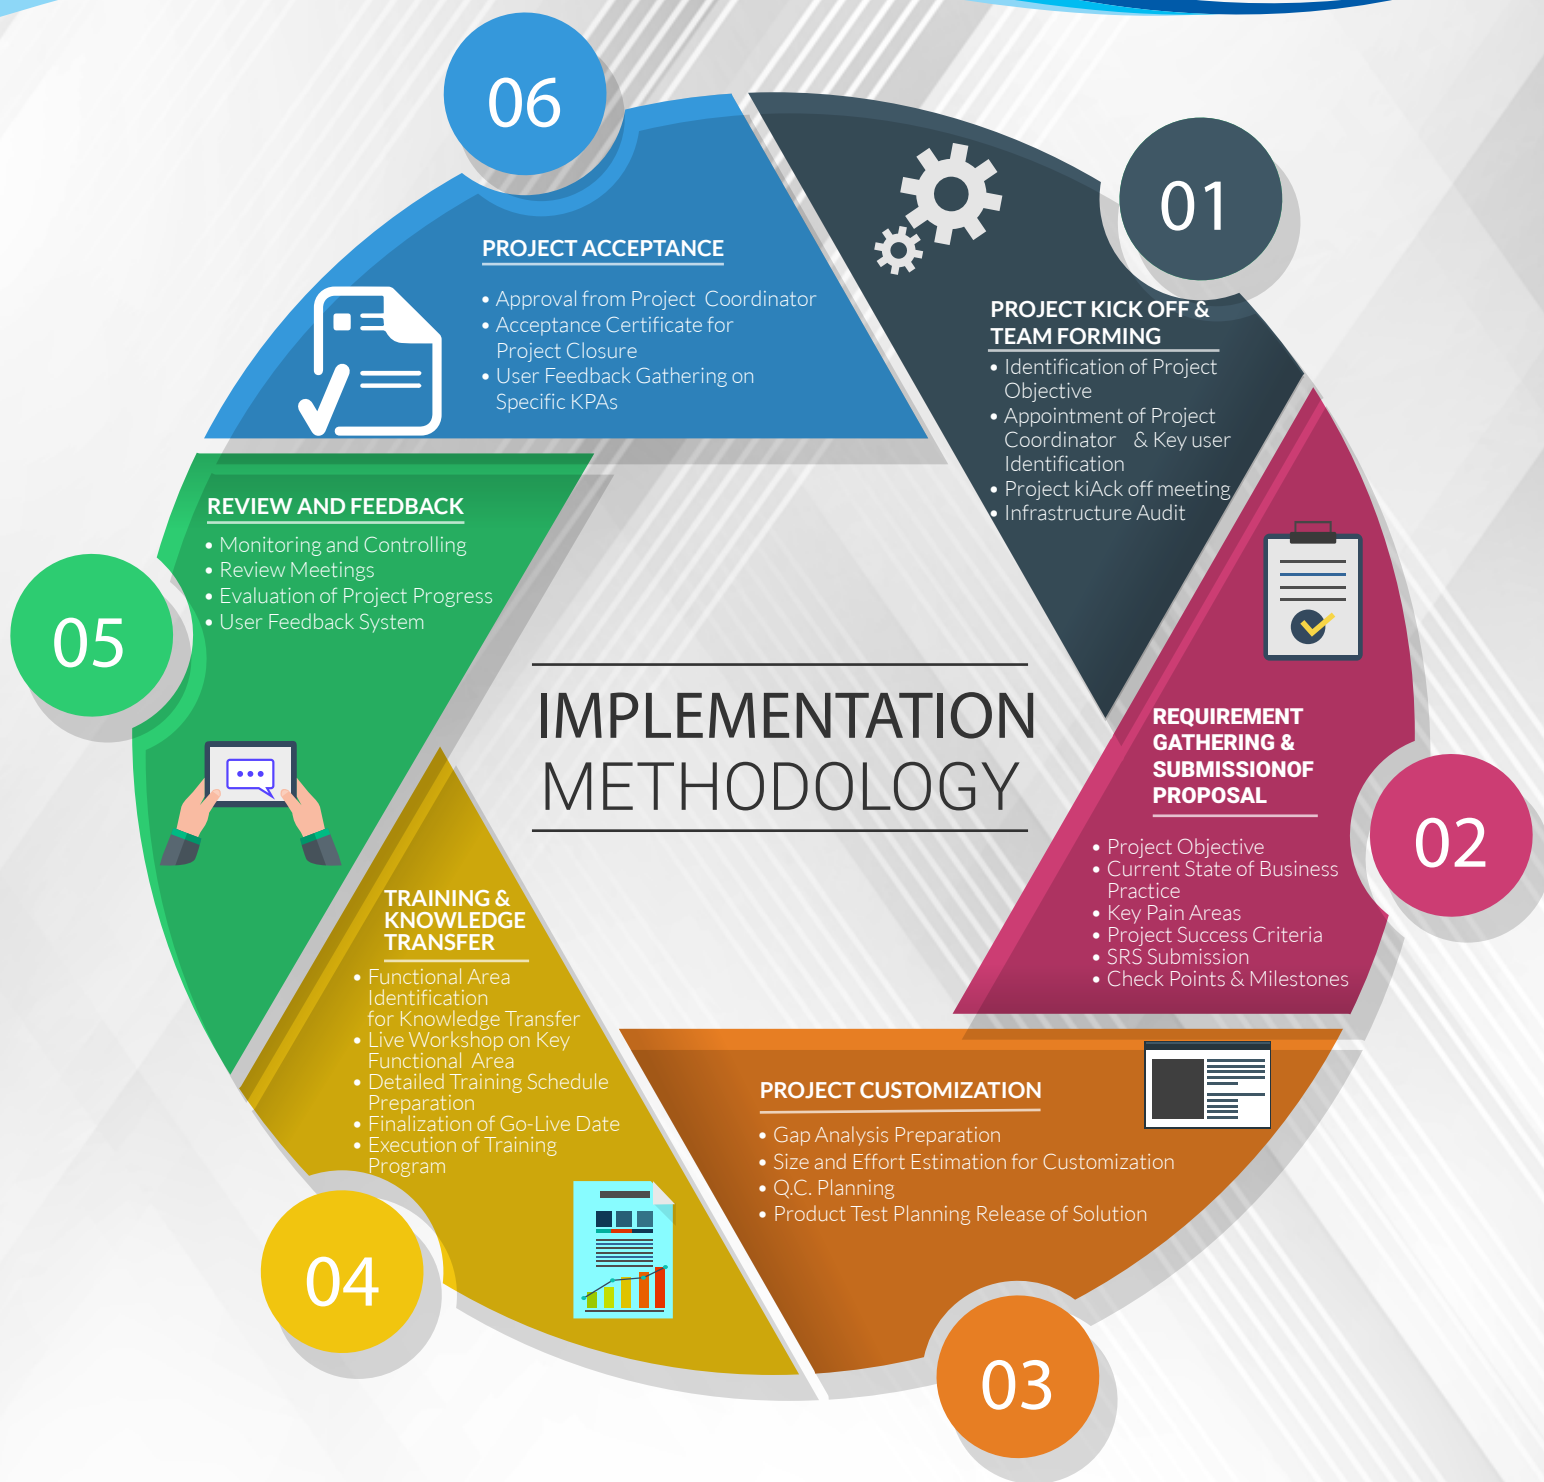 IMPLEMENTATION
METHODOLOGY
01
PROJECT KICK OFF &
TEAM FORMING
• Identification of Project
Objective
• Appointment of Project
Coordinator & Key user
Identification
• Project kiAck off meeting
• Infrastructure Audit
02
REQUIREMENT
GATHERING &
SUBMISSIONOF
PROPOSAL
• Project Objective
• Current State of Business
Practice
• Key Pain Areas
• Project Success Criteria
• SRS Submission
• Check Points & Milestones
03
PROJECT CUSTOMIZATION
• Gap Analysis Preparation
• Size and Effort Estimation for Customization
• Q.C. Planning
• Product Test Planning Release of Solution
04
TRAINING &
KNOWLEDGE
TRANSFER
• Functional Area
Identification
for Knowledge Transfer
• Live Workshop on Key
Functional Area
• Detailed Training Schedule
Preparation
• Finalization of Go-Live Date
• Execution of Training
Program
05
REVIEW AND FEEDBACK
• Monitoring and Controlling
• Review Meetings
• Evaluation of Project Progress
• User Feedback System
06
PROJECT ACCEPTANCE
• Approval from Project Coordinator
• Acceptance Certificate for
Project Closure
• User Feedback Gathering on
Specific KPAs